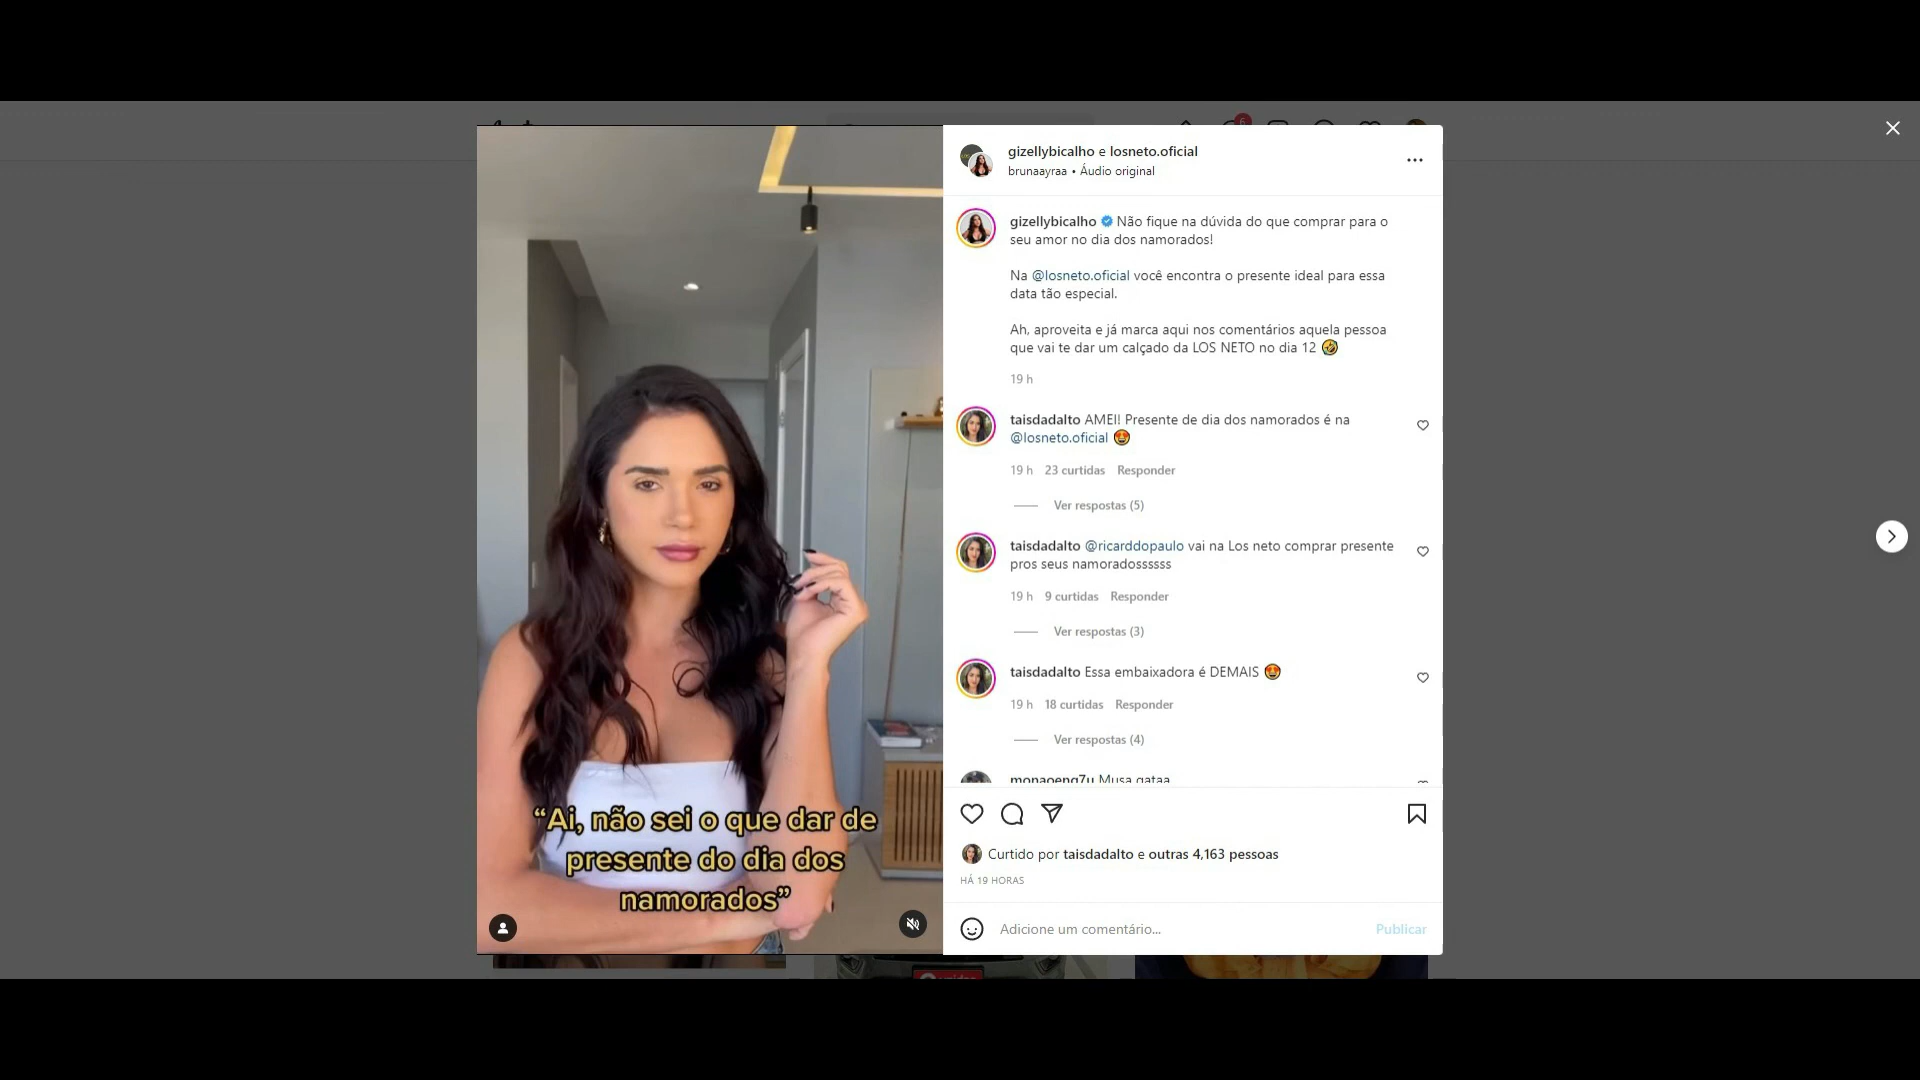 gizellybicalho e losneto.oficial
brunaayraa • Áudio original
gizellybicalho Não fique na dúvida do que comprar para o
seu amor no dia dos namorados!
Na @losneto.oficial você encontra o presente ideal para essa
data tão especial.
Ah, aproveita e já marca aqui nos comentários aquela pessoa
que vai te dar um calçado da LOS NETO no dia 12 🤣
19 h
taisdadalto AMEI! Presente de dia dos namorados é na
@losneto.oficial 😍
19 h 23 curtidas Responder
Ver respostas (5)
taisdadalto @ricarddopaulo vai na Los neto comprar presente
pros seus namoradossssss
19 h 9 curtidas Responder
Ver respostas (3)
taisdadalto Essa embaixadora é DEMAIS 😍
19 h 18 curtidas Responder
Ver respostas (4)
Musa gataa
Curtido por taisdadalto e outras 4,163 pessoas
HÁ 19 HORAS
Adicione um comentário...
Publicar
“Ai, não sei o que dar de
presente do dia dos
namorados”
6